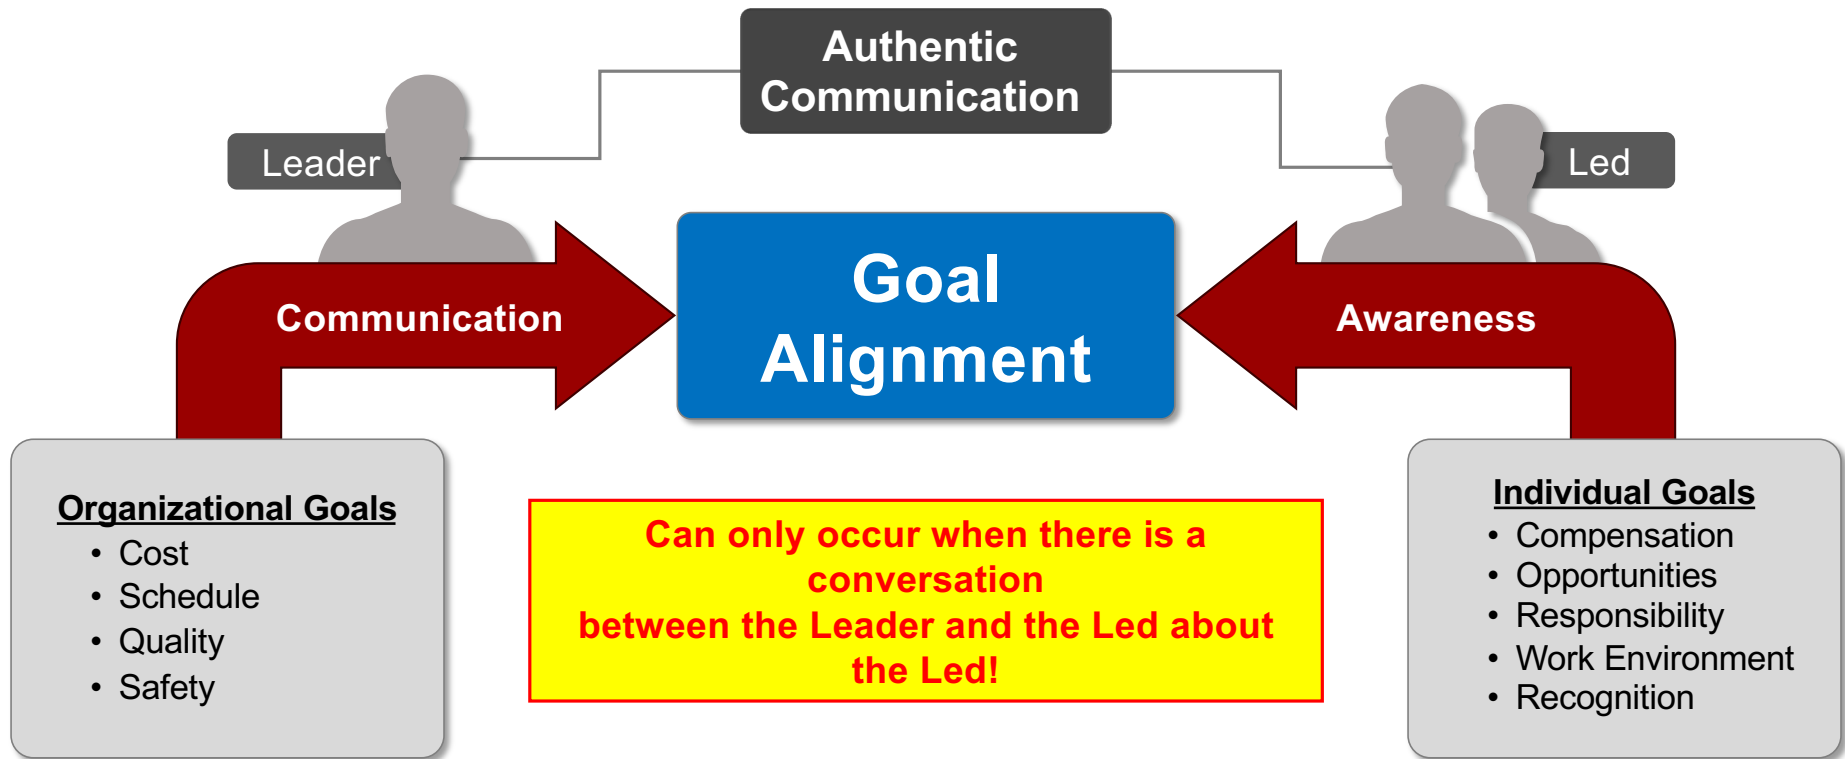 Authentic
Communication
Leader
Led
Goal
Alignment
Communication
Awareness
Organizational Goals
• Cost
• Schedule
• Quality
• Safety
Can only occur when there is a
conversation
between the Leader and the Led about
the Led!
Individual Goals
• Compensation
• Opportunities
• Responsibility
• Work Environment
• Recognition